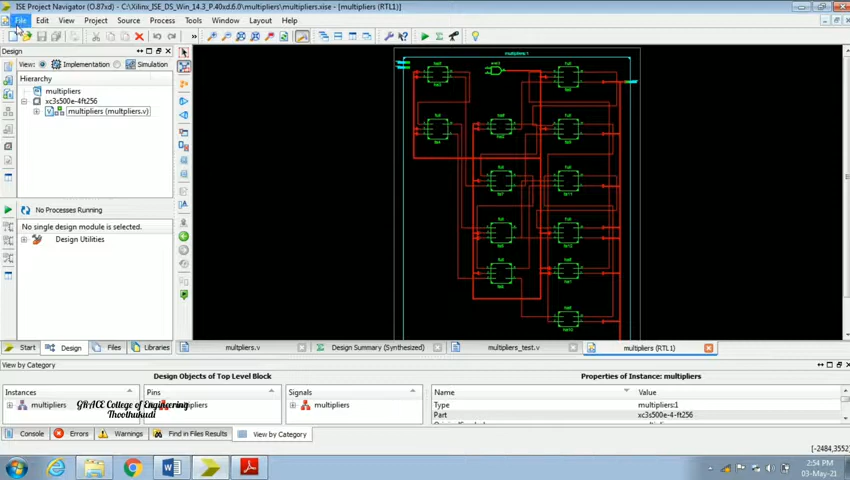 ISE Project Navigator (O.87xd) - C:\Xilinx_ISE_DS_Win_14.3_P.40xd.6.0\multipliers\multipliers.xise - [multipliers (RTL1)]
File Edit View Project Source Process Tools Window Layout Help
Design
View: Implementation Simulation
Hierarchy
multipliers
xc3s500e-4ft256
multipliers (multpliers.v)
No Processes Running
No single design module is selected.
Design Utilities
multipliers:1
Start Design Files Libraries
multpliers.v Design Summary (Synthesized) multipliers_test.v multipliers (RTL1)
View by Category
Design Objects of Top Level Block Properties of Instance: multipliers
Instances Pins Signals Name Value
multipliers multipliers multipliers Type multipliers:1
Part xc3s500e-4-ft256
GRACE College of Engineering
Thoothukudi
Console Errors Warnings Find in Files Results View by Category
[-2484,3552]
2:54 PM
03-May-21